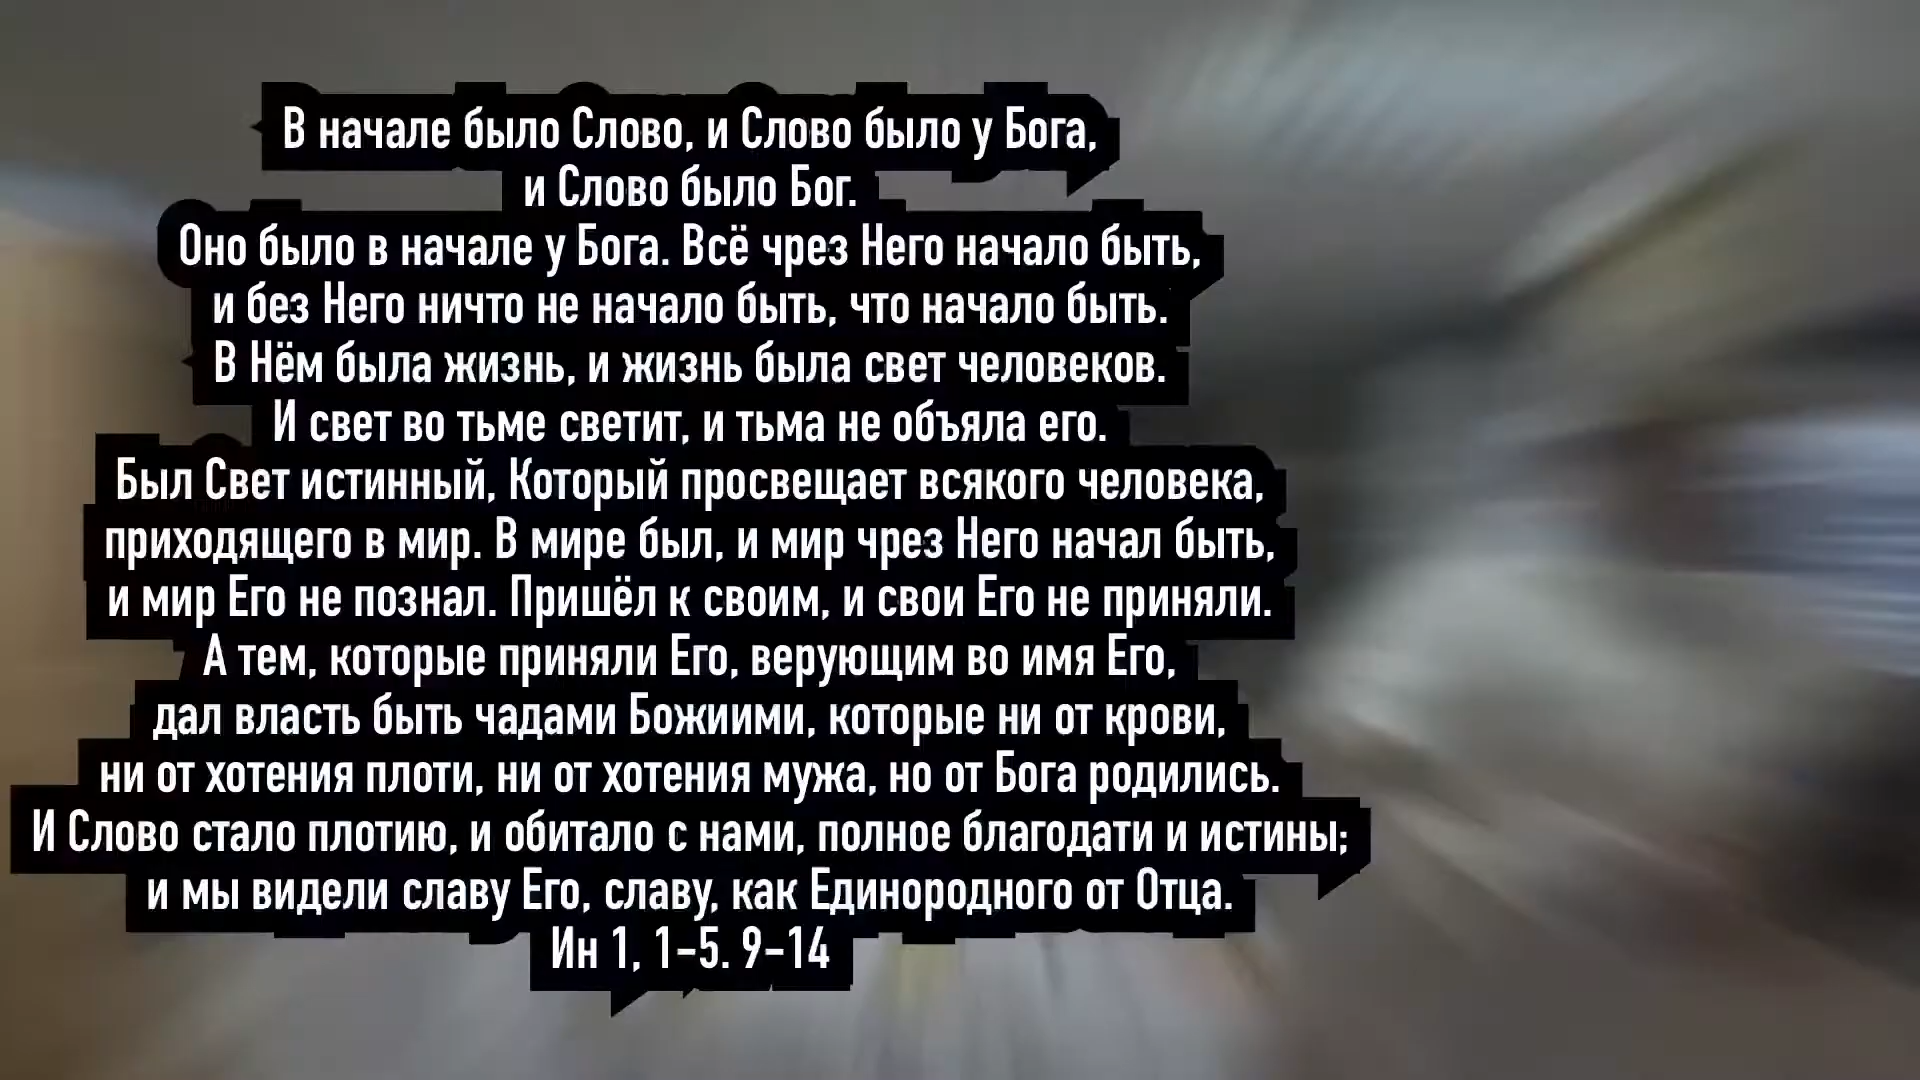 В начале было Слово, и Слово было у Бога,
и Слово было Бог.
Оно было в начале у Бога. Всё чрез Него начало быть,
и без Него ничто не начало быть, что начало быть.
В Нём была жизнь, и жизнь была свет человеков.
И свет во тьме светит, и тьма не объяла его.
Был Свет истинный, Который просвещает всякого человека,
приходящего в мир. В мире был, и мир чрез Него начал быть,
и мир Его не познал. Пришёл к своим, и свои Его не приняли.
А тем, которые приняли Его, верующим во имя Его,
дал власть быть чадами Божиими, которые ни от крови,
ни от хотения плоти, ни от хотения мужа, но от Бога родились.
И Слово стало плотию, и обитало с нами, полное благодати и истины;
и мы видели славу Его, славу, как Единородного от Отца.
Ин 1, 1-5. 9-14